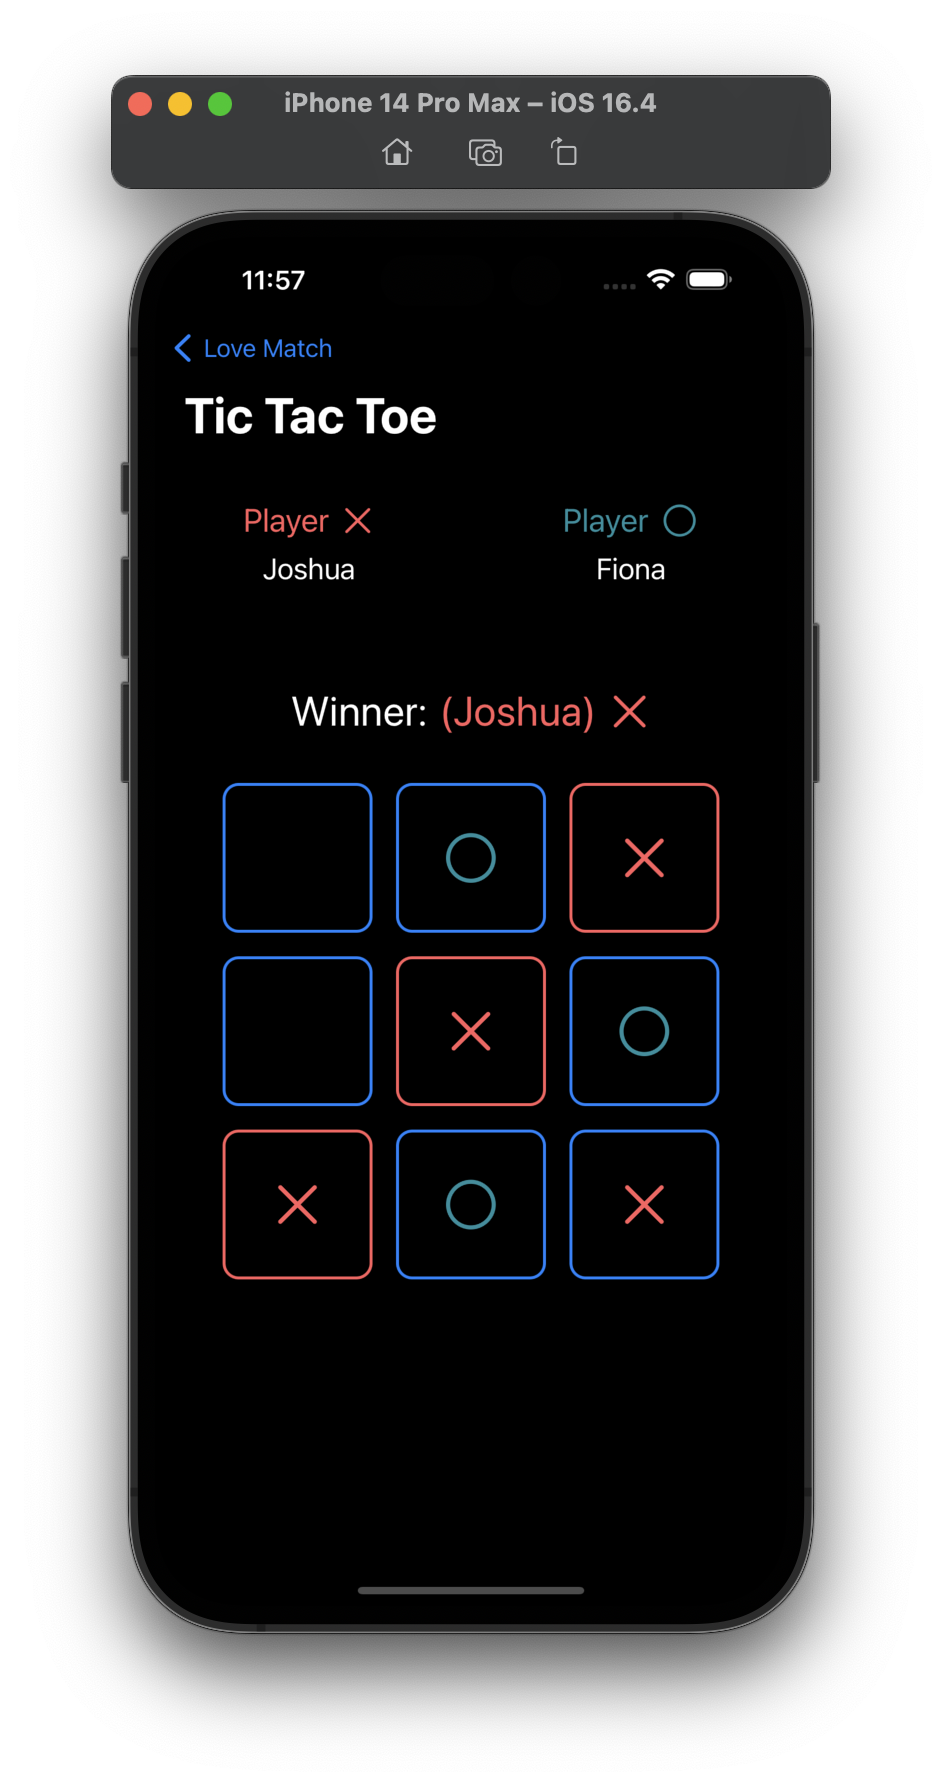 iPhone 14 Pro Max – iOS 16.4
11:57
Love Match
Tic Tac Toe
Player Player
Joshua Fiona
Winner: (Joshua)